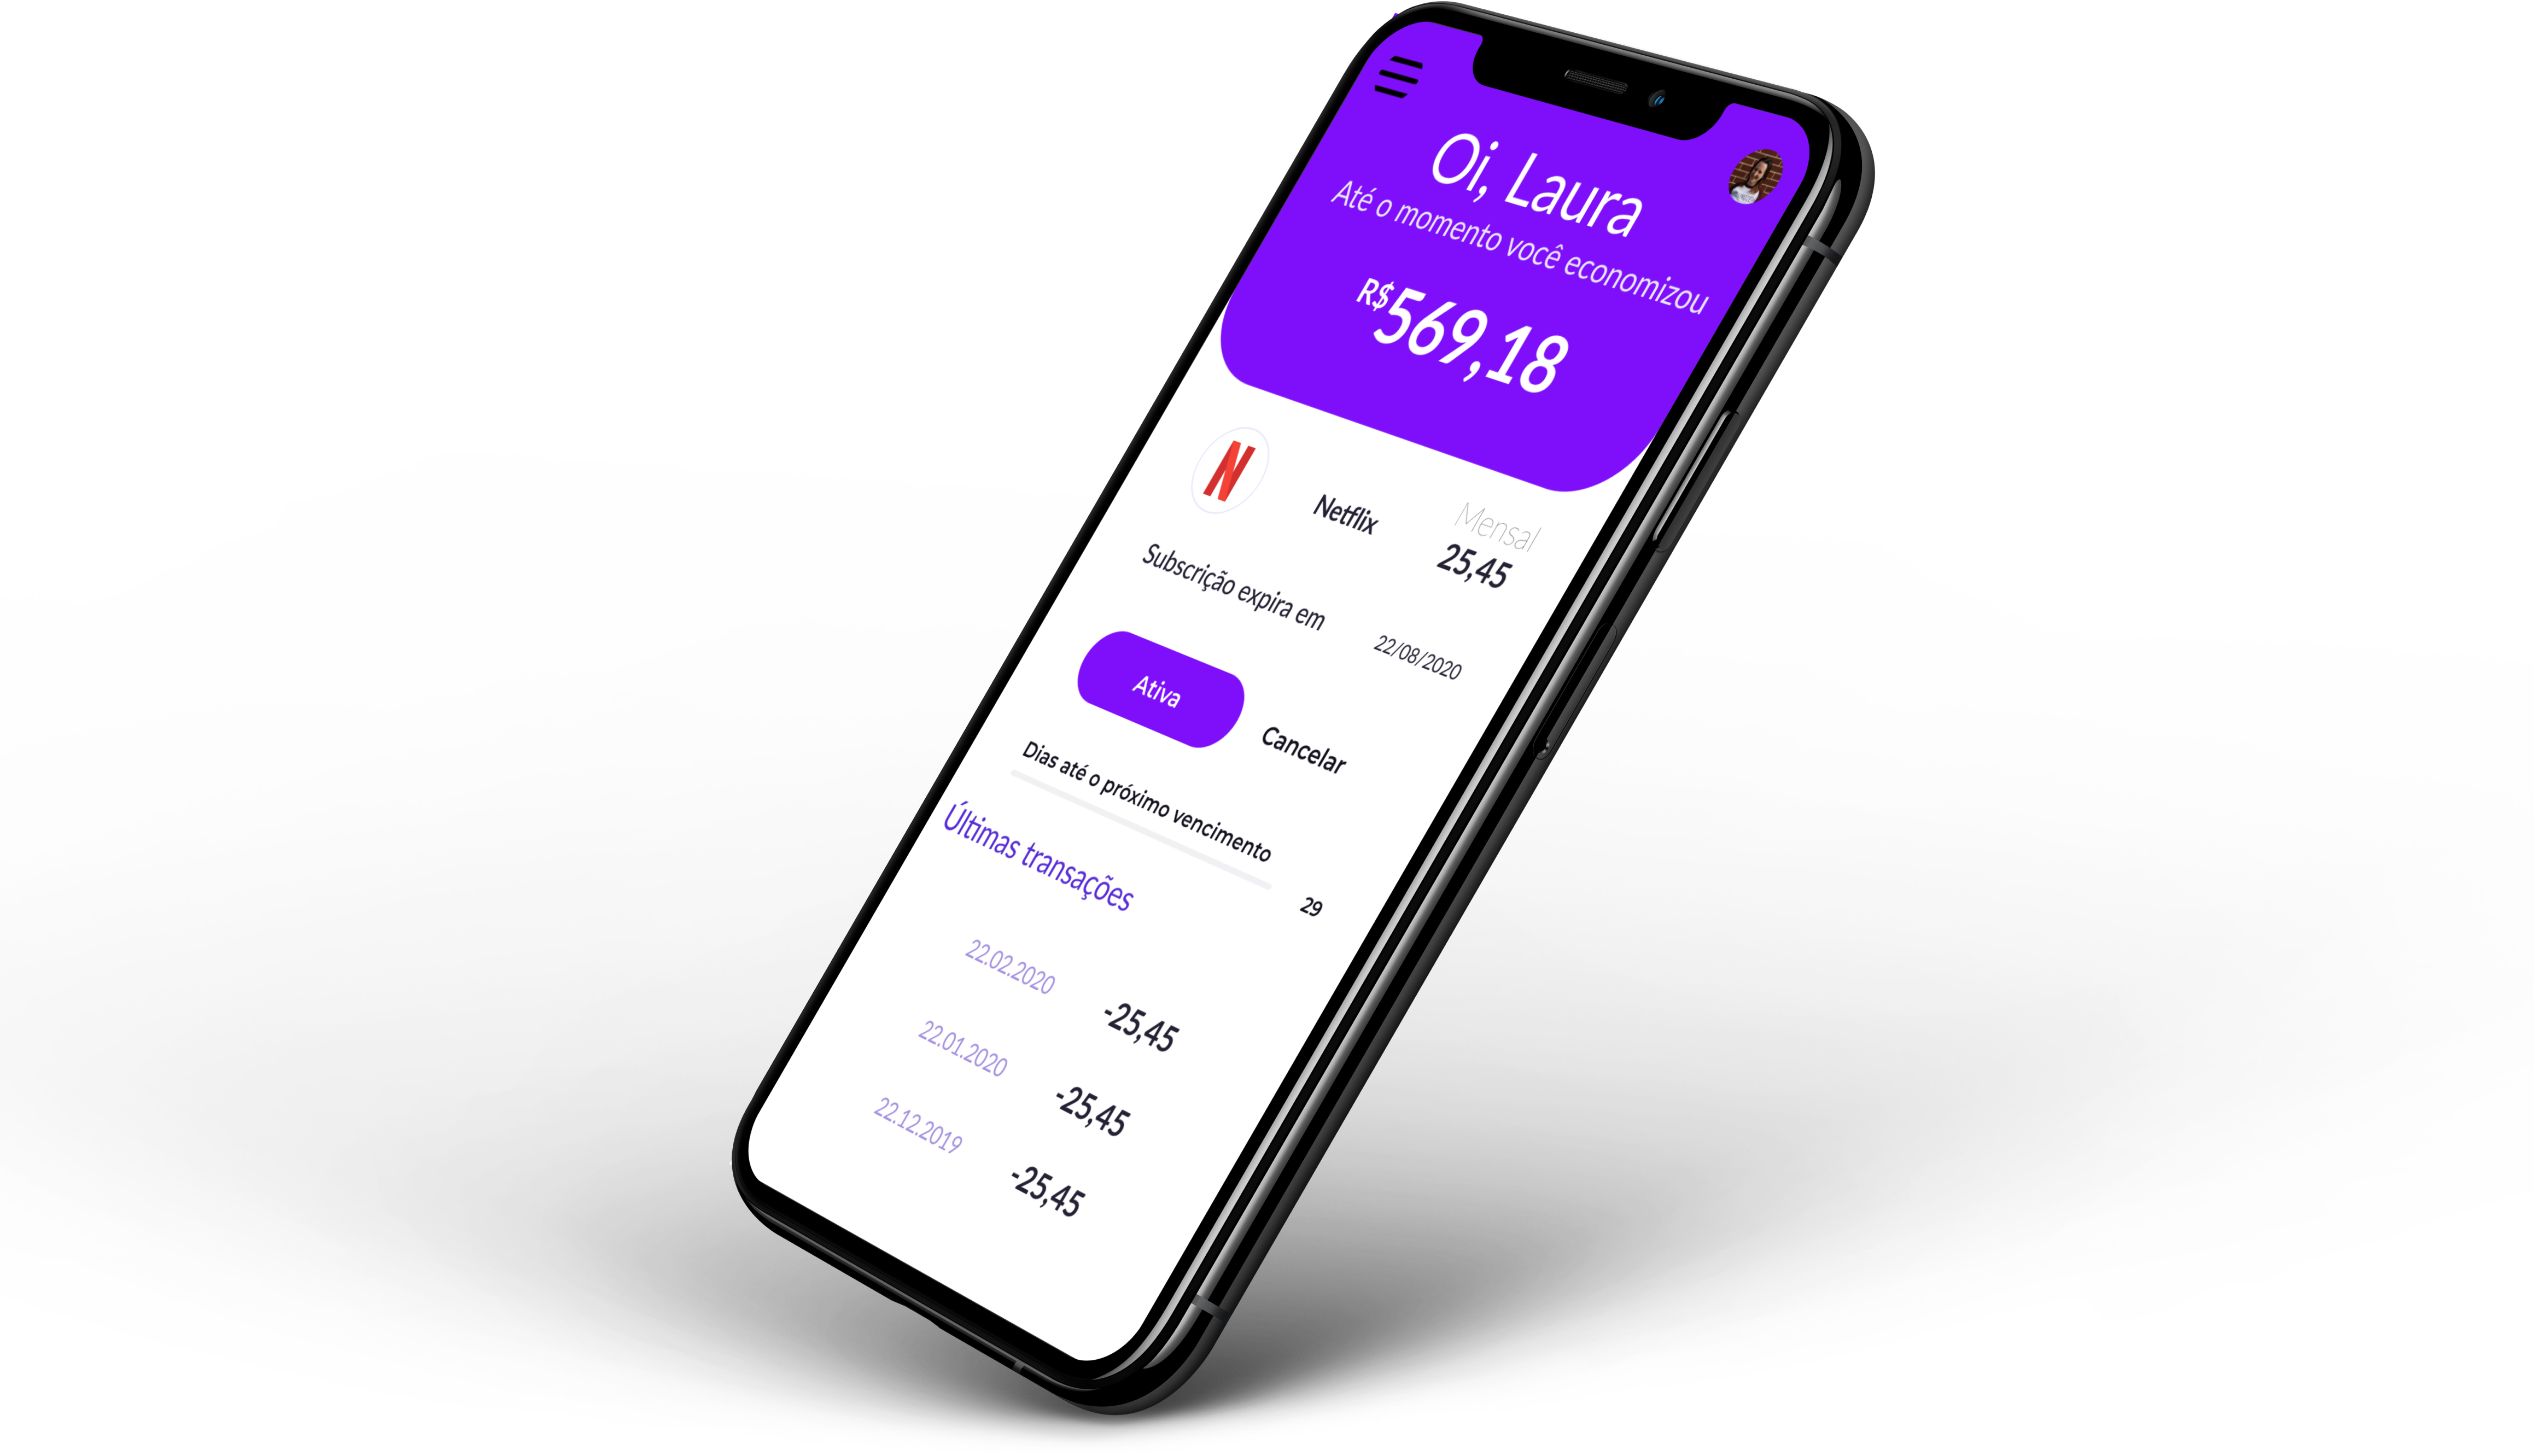 Oi, Laura
Até o momento você economizou
R$569,18
N
Netflix
Mensal
25,45
Subscrição expira em
22/08/2020
Ativa
Cancelar
Dias até o próximo vencimento
29
Últimas transações
22.02.2020
-25,45
22.01.2020
-25,45
22.12.2019
-25,45